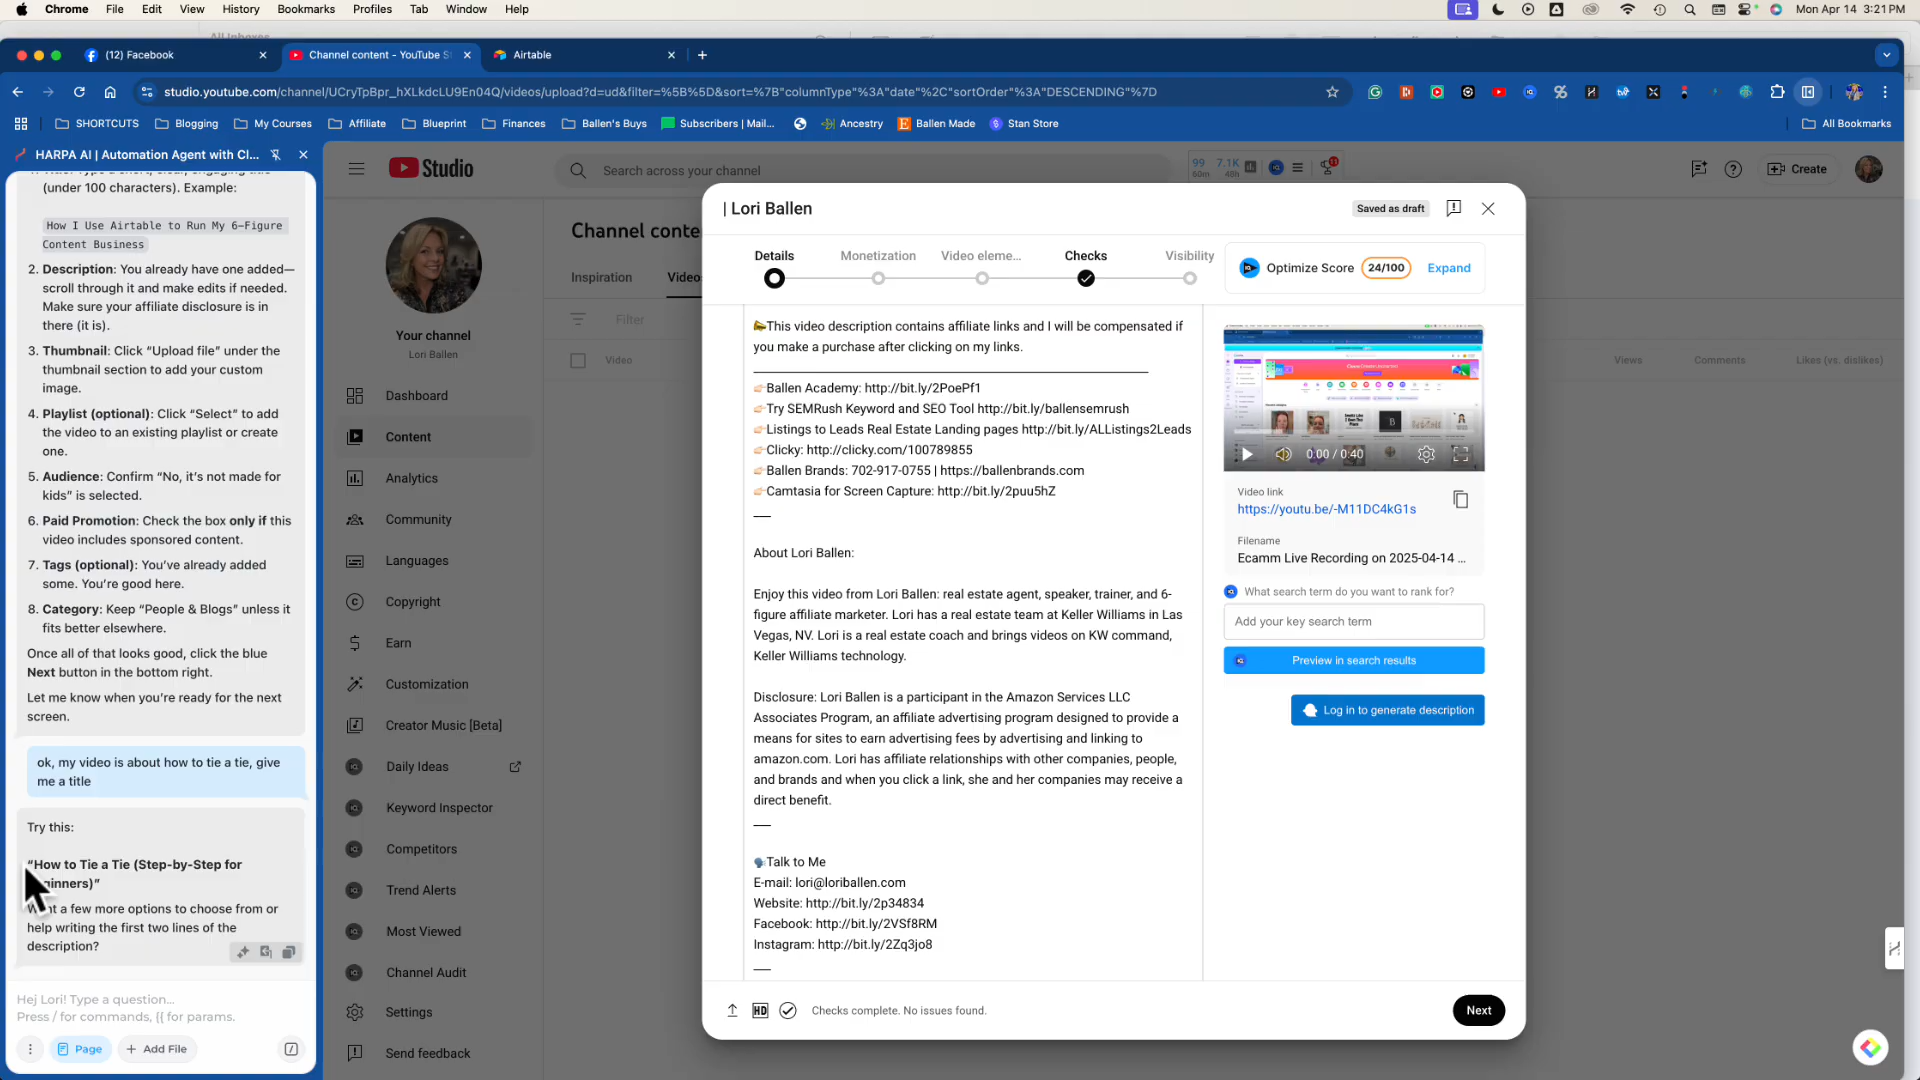 Chrome File Edit View History Bookmarks Profiles Tab Window Help
Mon Apr 14 3:21PM
All Inboxes
(12) Facebook
Channel content - YouTube S
Airtable
studio.youtube.com/channel/UCryTpBpr_hXLkdcLU9En04Q/videos/upload?d=ud&filter=%5B%5D&sort=%7B"columnType"%3A"date"%2C"sortOrder"%3A"DESCENDING"%7D
SHORTCUTS Blogging My Courses Affiliate Blueprint Finances Ballen's Buys Subscribers | Mail... Ancestry Ballen Made Stan Store All Bookmarks
HARPA AI | Automation Agent with Cl...
(under 100 characters). Example:
How I Use Airtable to Run My 6-Figure
Content Business
2. Description: You already have one added—
scroll through it and make edits if needed.
Make sure your affiliate disclosure is in
there (it is).
3. Thumbnail: Click “Upload file” under the
thumbnail section to add your custom
image.
4. Playlist (optional): Click “Select” to add
the video to an existing playlist or create
one.
5. Audience: Confirm “No, it’s not made for
kids” is selected.
6. Paid Promotion: Check the box only if this
video includes sponsored content.
7. Tags (optional): You’ve already added
some. You’re good here.
8. Category: Keep “People & Blogs” unless it
fits better elsewhere.
Once all of that looks good, click the blue
Next button in the bottom right.
Let me know when you’re ready for the next
screen.
ok, my video is about how to tie a tie, give
me a title
Try this:
“How to Tie a Tie (Step-by-Step for
ginners)”
a few more options to choose from or
help writing the first two lines of the
description?
Hej Lori! Type a question...
Press / for commands, {{ for params.
Page
+ Add File
Studio
Search across your channel
99 7.1K
60m 48h
Create
Your channel
Lori Ballen
Dashboard
Content
Analytics
Community
Languages
Copyright
Earn
Customization
Creator Music [Beta]
Daily Ideas
Keyword Inspector
Competitors
Trend Alerts
Most Viewed
Channel Audit
Settings
Send feedback
Channel conte
Inspiration Videos
Filter
Video
Views Comments Likes (vs. dislikes)
| Lori Ballen
Saved as draft
Details Monetization Video eleme... Checks Visibility
Optimize Score 24/100 Expand
This video description contains affiliate links and I will be compensated if
you make a purchase after clicking on my links.
Ballen Academy: http://bit.ly/2PoePf1
Try SEMRush Keyword and SEO Tool http://bit.ly/ballensemrush
Listings to Leads Real Estate Landing pages http://bit.ly/ALListings2Leads
Clicky: http://clicky.com/100789855
Ballen Brands: 702-917-0755 | https://ballenbrands.com
Camtasia for Screen Capture: http://bit.ly/2puu5hZ
About Lori Ballen:
Enjoy this video from Lori Ballen: real estate agent, speaker, trainer, and 6-
figure affiliate marketer. Lori has a real estate team at Keller Williams in Las
Vegas, NV. Lori is a real estate coach and brings videos on KW command,
Keller Williams technology.
Disclosure: Lori Ballen is a participant in the Amazon Services LLC
Associates Program, an affiliate advertising program designed to provide a
means for sites to earn advertising fees by advertising and linking to
amazon.com. Lori has affiliate relationships with other companies, people,
and brands and when you click a link, she and her companies may receive a
direct benefit.
Talk to Me
E-mail: lori@loriballen.com
Website: http://bit.ly/2p34834
Facebook: http://bit.ly/2VSf8RM
Instagram: http://bit.ly/2Zq3jo8
0:00 / 0:40
Video link
https://youtu.be/-M11DC4kG1s
Filename
Ecamm Live Recording on 2025-04-14 ...
What search term do you want to rank for?
Add your key search term
Preview in search results
Log in to generate description
HD
Checks complete. No issues found.
Next